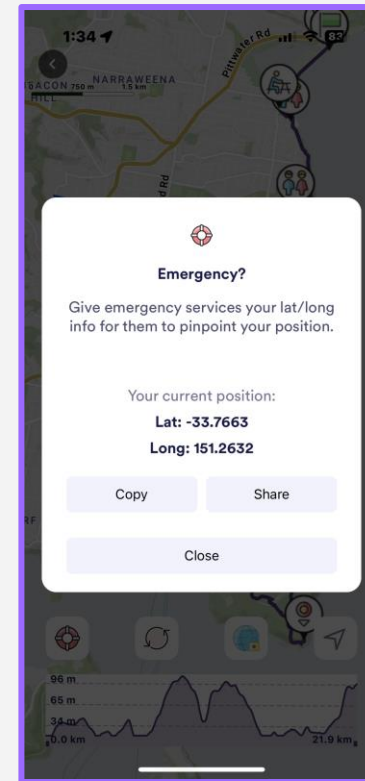 1:34
83
Pittwater Rd
NARRAWEENA
BEACON
HILL
750 m
1.5 km
Rd
Emergency?
Give emergency services your lat/long
info for them to pinpoint your position.
Your current position:
Lat: -33.7663
Long: 151.2632
Copy
Share
Close
96 m
65 m
34 m
0.0 km
21.9 km